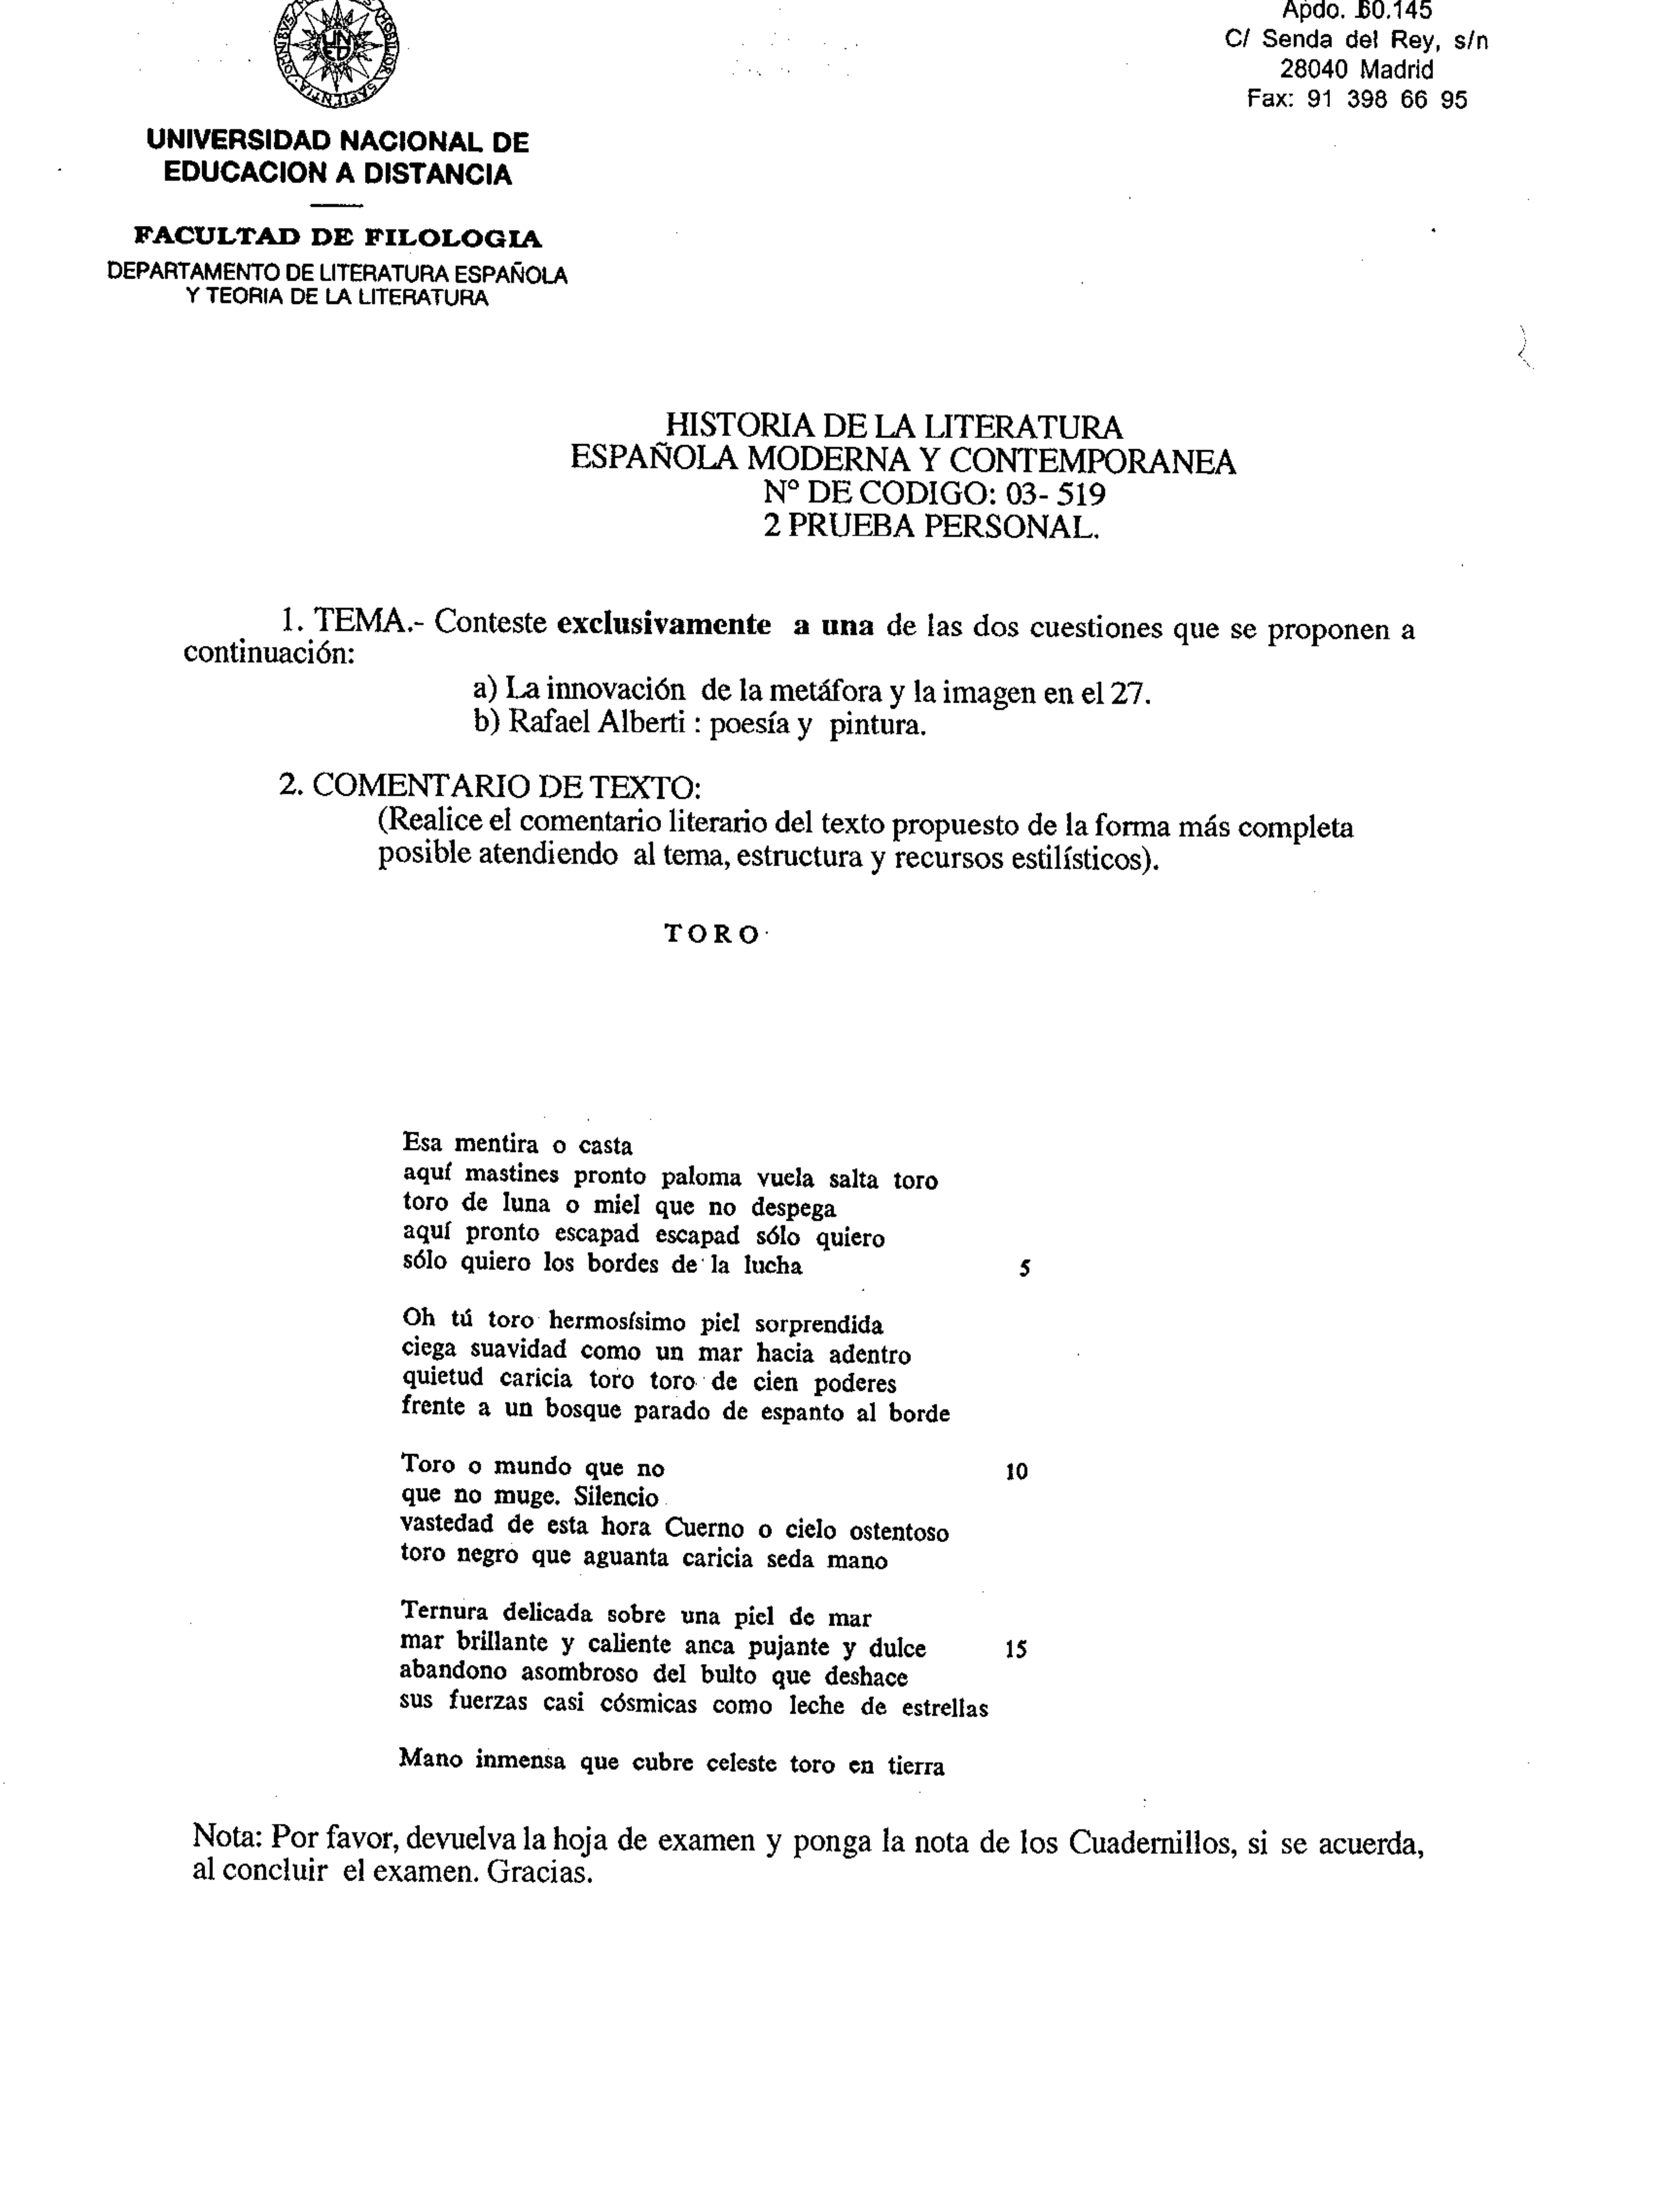 Apdo. 60.145
C/ Senda del Rey, s/n
28040 Madrid
Fax: 91 398 66 95
UNED
UNIVERSIDAD NACIONAL DE
EDUCACION A DISTANCIA
FACULTAD DE FILOLOGIA
DEPARTAMENTO DE LITERATURA ESPAÑOLA
Y TEORIA DE LA LITERATURA
HISTORIA DE LA LITERATURA
ESPAÑOLA MODERNA Y CONTEMPORANEA
Nº DE CODIGO: 03- 519
2 PRUEBA PERSONAL.
1. TEMA.- Conteste exclusivamente a una de las dos cuestiones que se proponen a
continuación:
a) La innovación de la metáfora y la imagen en el 27.
b) Rafael Alberti : poesía y pintura.
2. COMENTARIO DE TEXTO:
(Realice el comentario literario del texto propuesto de la forma más completa
posible atendiendo al tema, estructura y recursos estilísticos).
TORO
Esa mentira o casta
aquí mastines pronto paloma vuela salta toro
toro de luna o miel que no despega
aquí pronto escapad escapad sólo quiero
sólo quiero los bordes de la lucha 5
Oh tú toro hermosísimo piel sorprendida
ciega suavidad como un mar hacia adentro
quietud caricia toro toro de cien poderes
frente a un bosque parado de espanto al borde
Toro o mundo que no 10
que no muge. Silencio
vastedad de esta hora Cuerno o cielo ostentoso
toro negro que aguanta caricia seda mano
Ternura delicada sobre una piel de mar
mar brillante y caliente anca pujante y dulce 15
abandono asombroso del bulto que deshace
sus fuerzas casi cósmicas como leche de estrellas
Mano inmensa que cubre celeste toro en tierra
Nota: Por favor, devuelva la hoja de examen y ponga la nota de los Cuadernillos, si se acuerda,
al concluir el examen. Gracias.